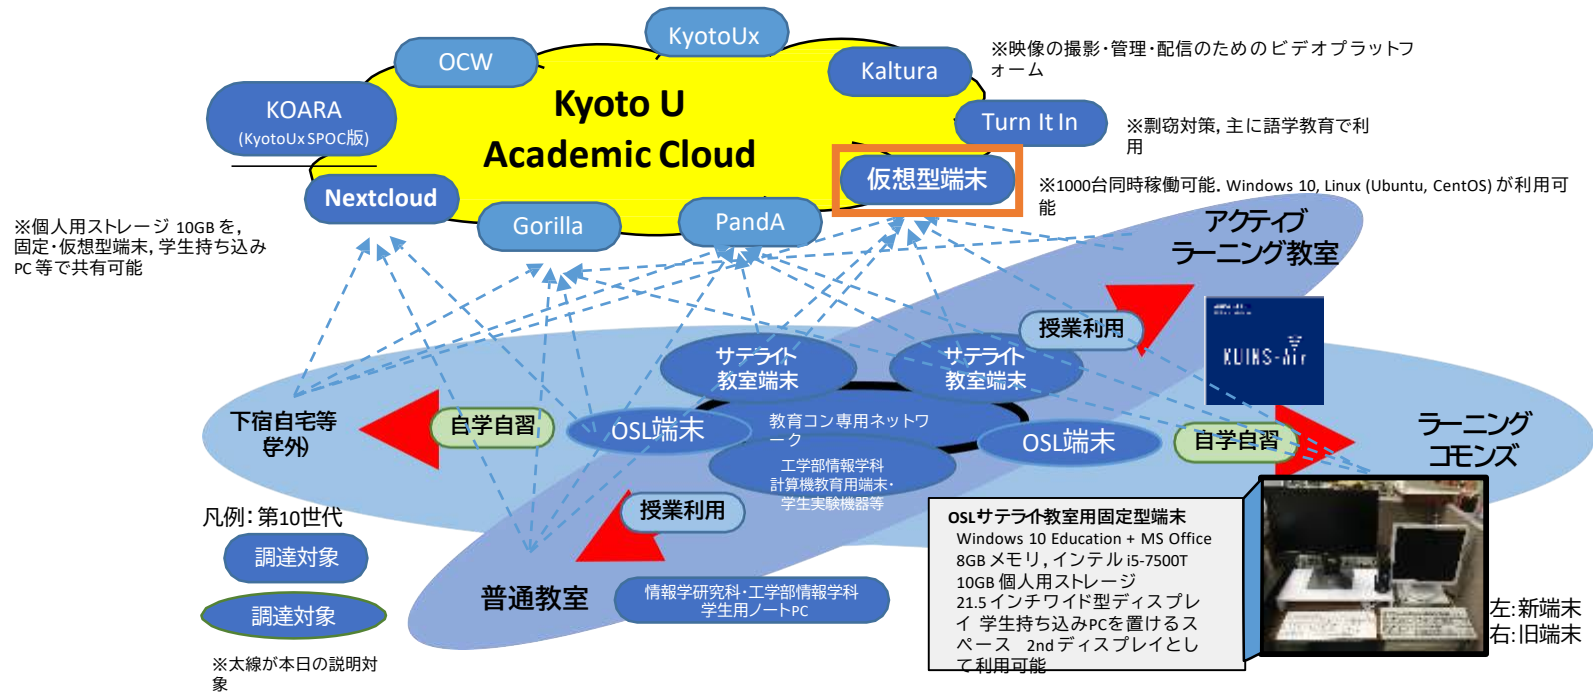 KyotoUx
OCW
Kaltura
※映像の撮影・管理・配信のためのビデオプラットフ
ォーム
KOARA
(KyotoUx SPOC版)
Kyoto U
Academic Cloud
Turn It In
※剽窃対策，主に語学教育で利
用
仮想型端末
Nextcloud
※1000台同時稼働可能．Windows 10, Linux (Ubuntu, CentOS) が利用可
能
Gorilla
PandA
※個人用ストレージ 10GB を，
固定・仮想型端末，学生持ち込み
PC 等で共有可能
アクティブ
ラーニング教室
授業利用
KUINS-Air
サテライト
教室端末
サテライト
教室端末
下宿自宅等
学外)
自学自習
OSL端末
教育コン専用ネットワ
ーク
OSL端末
自学自習
ラーニング
コモンズ
工学部情報学科
計算機教育用端末・
学生実験機器等
授業利用
凡例：第10世代
調達対象
調達対象
※太線が本日の説明対
象
普通教室
情報学研究科・工学部情報学科
学生用ノートPC
OSLサテライト教室用固定型端末
Windows 10 Education + MS Office
8GB メモリ，インテル i5-7500T
10GB 個人用ストレージ
21.5 インチワイド型ディスプレ
イ 学生持ち込みPCを置けるス
ペース 2nd ディスプレイとし
て利用可能
左:新端末
右:旧端末